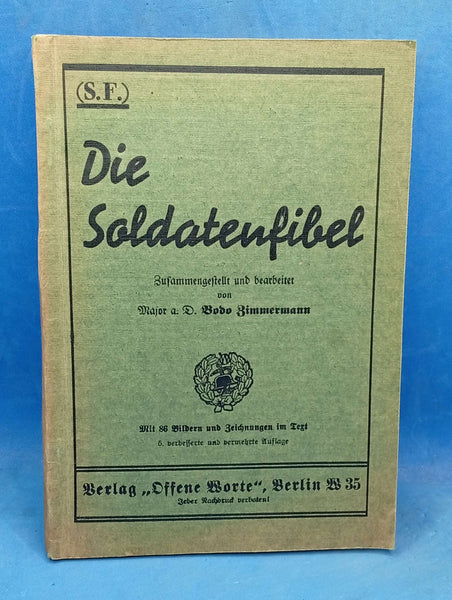 (S.F.)
Die
Soldatenfibel
Zusammengestellt und bearbeitet
von
Major a. D. Bodo Zimmermann
Mit 86 Bildern und Zeichnungen im Text
6. verbesserte und vermehrte Auflage
Verlag „Offene Worte“, Berlin W 35
Jeder Nachdruck verboten!